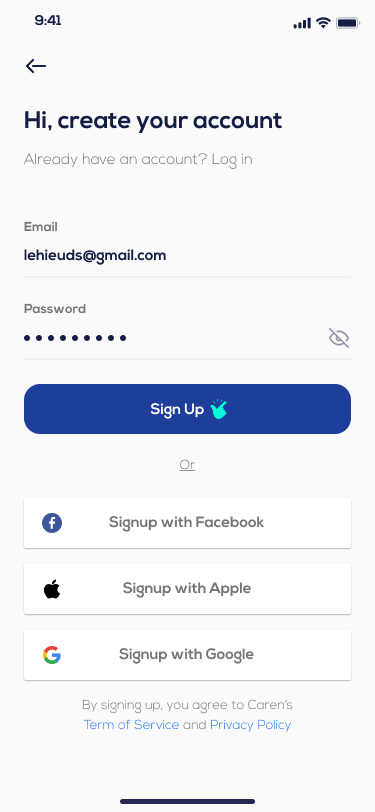 9:41
Hi, create your account
Already have an account? Log in
Email
lehieuds@gmail.com
Password
Sign Up
Or
Signup with Facebook
Signup with Apple
Signup with Google
By signing up, you agree to Caren's
Term of Service and Privacy Policy